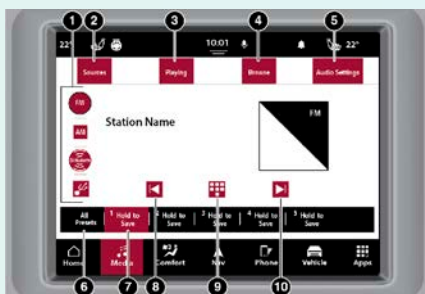 1 2 3 4 5
22° 10:01 22°
Sources Playing Browse Audio Settings
FM
AM
Station Name
FM
All Presets 1 Hold to Save 2 Hold to Save 3 Hold to Save 4 Hold to Save 5 Hold to Save
Home Media Comfort Nav Phone Vehicle Apps
6 7 8 9 10